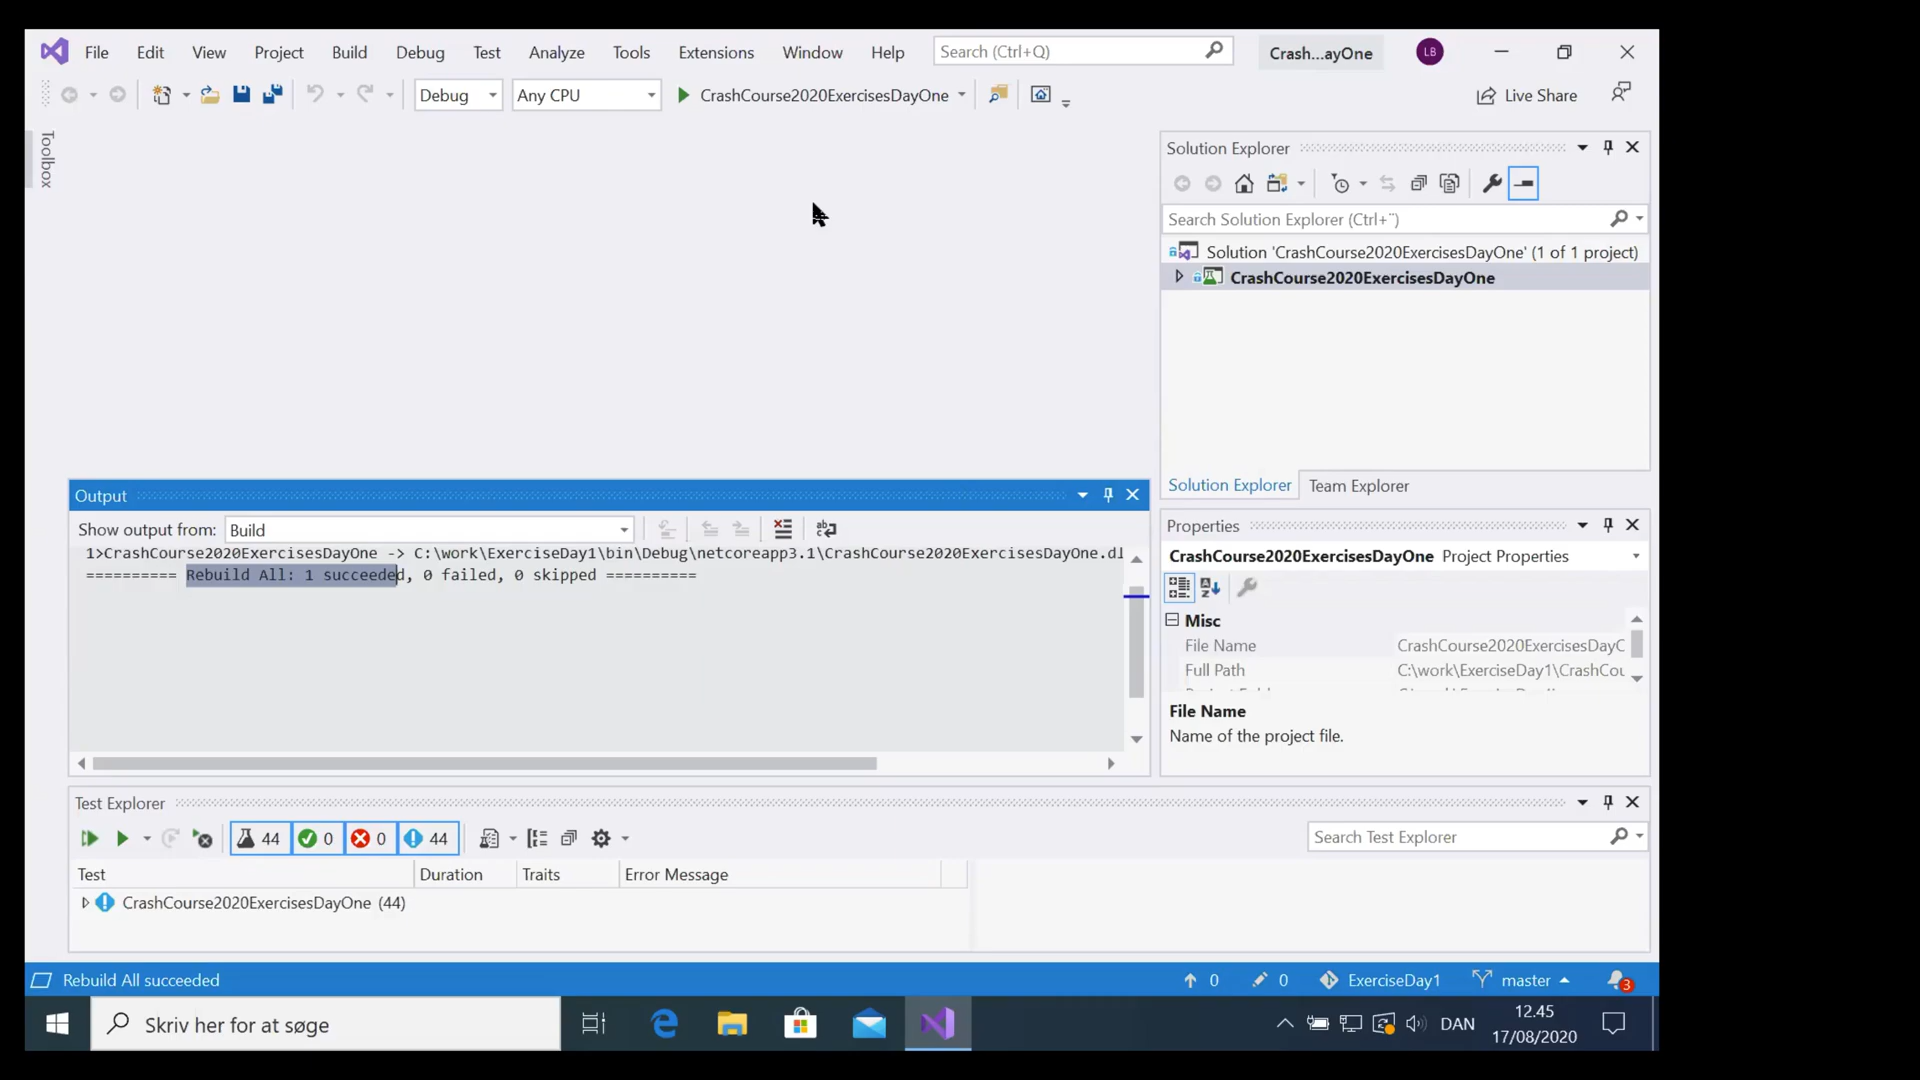 File Edit View Project Build Debug Test Analyze Tools Extensions Window Help Search (Ctrl+Q) Crash...ayOne LB
Debug Any CPU CrashCourse2020ExercisesDayOne Live Share
Toolbox
Solution Explorer
Search Solution Explorer (Ctrl+¨)
Solution 'CrashCourse2020ExercisesDayOne' (1 of 1 project)
CrashCourse2020ExercisesDayOne
Solution Explorer Team Explorer
Output
Show output from: Build
1>CrashCourse2020ExercisesDayOne -> C:\work\ExerciseDay1\bin\Debug\netcoreapp3.1\CrashCourse2020ExercisesDayOne.dl
========== Rebuild All: 1 succeeded, 0 failed, 0 skipped ==========
Properties
CrashCourse2020ExercisesDayOne Project Properties
Misc
File Name CrashCourse2020ExercisesDayC
Full Path C:\work\ExerciseDay1\CrashCou
File Name
Name of the project file.
Test Explorer
44 0 0 44 Search Test Explorer
Test Duration Traits Error Message
CrashCourse2020ExercisesDayOne (44)
Rebuild All succeeded 0 0 ExerciseDay1 master 3
Skriv her for at søge DAN 12.45
17/08/2020